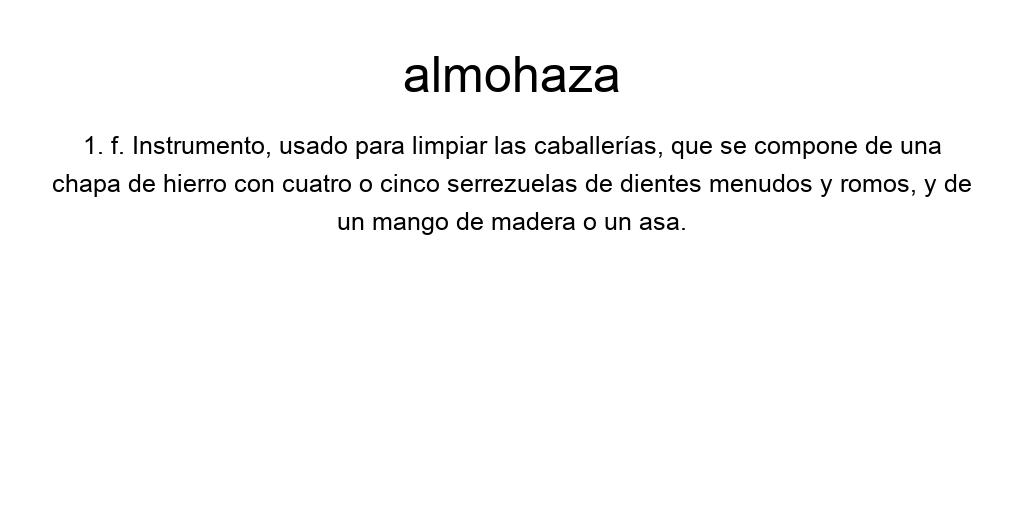 almohaza
1. f. Instrumento, usado para limpiar las caballerías, que se compone de una
chapa de hierro con cuatro o cinco serrezuelas de dientes menudos y romos, y de
un mango de madera o un asa.